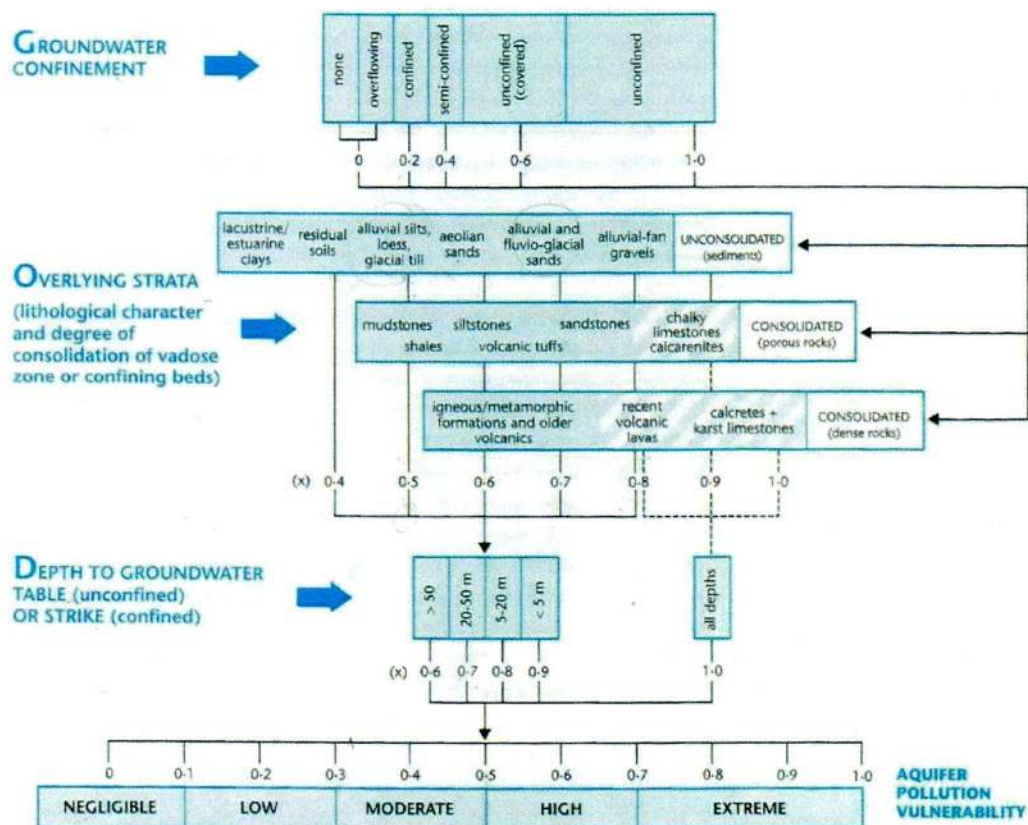 GROUNDWATER
CONFINEMENT
none
overflowing
confined
semi-confined
unconfined
(covered)
unconfined
0
0·2
0·4
0·6
1·0
lacustrine/
estuarine
clays
residual
soils
alluvial silts,
loess,
glacial till
aeolian
sands
alluvial and
fluvio-glacial
sands
alluvial-fan
gravels
UNCONSOLIDATED
(sediments)
OVERLYING STRATA
(lithological character
and degree of
consolidation of vadose
zone or confining beds)
mudstones
shales
siltstones
volcanic tuffs
sandstones
chalky
limestones
calcarenites
CONSOLIDATED
(porous rocks)
igneous/metamorphic
formations and older
volcanics
recent
volcanic
lavas
calcretes +
karst limestones
CONSOLIDATED
(dense rocks)
(x) 0·4 0·5 0·6 0·7 0·8 0·9 1·0
DEPTH TO GROUNDWATER
TABLE (unconfined)
OR STRIKE (confined)
> 50
20-50 m
5-20 m
< 5 m
all depths
(x) 0·6 0·7 0·8 0·9 1·0
0 0·1 0·2 0·3 0·4 0·5 0·6 0·7 0·8 0·9 1·0
NEGLIGIBLE LOW MODERATE HIGH EXTREME
AQUIFER
POLLUTION
VULNERABILITY